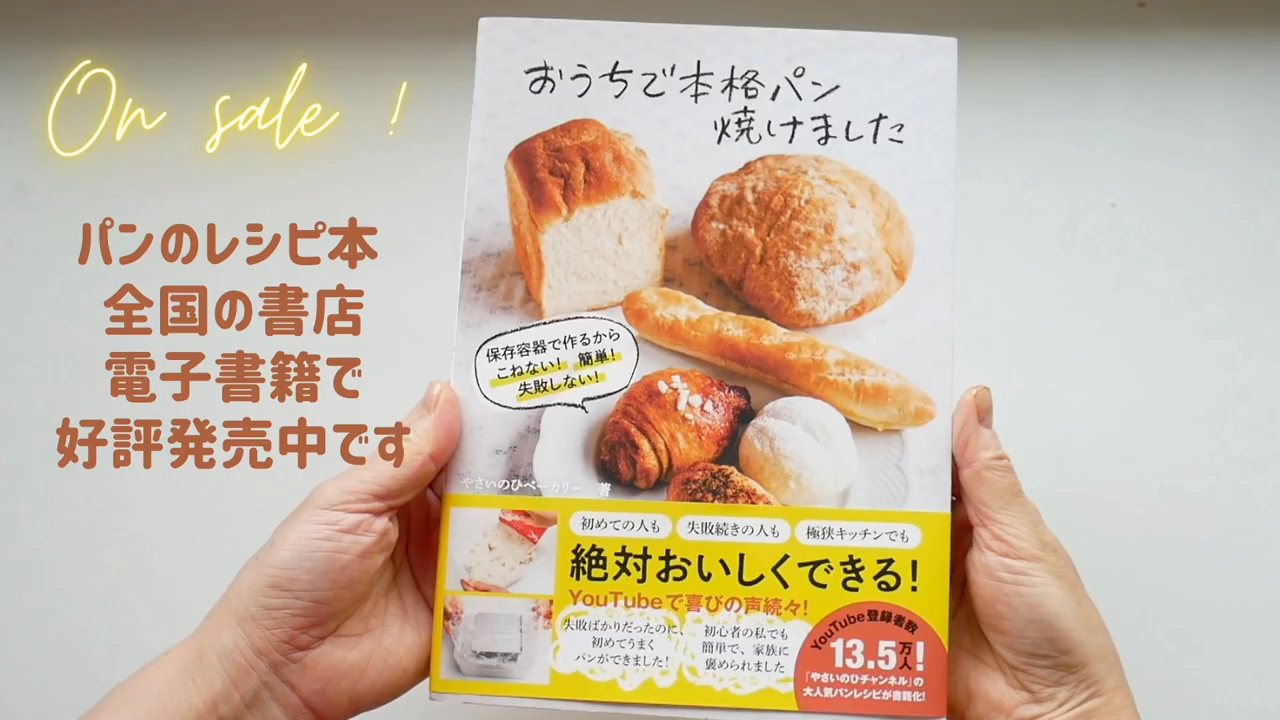 On sale !
パンのレシピ本
全国の書店
電子書籍で
好評発売中です
おうちで本格パン
焼けました
保存容器で作るから
こねない! 簡単!
失敗しない!
やさいのひベーカリー 著
初めての人も 失敗続きの人も 極狭キッチンでも
絶対おいしくできる!
YouTubeで喜びの声続々!
失敗ばかりだったのに、
初めてうまく
パンができました!
初心者の私でも
簡単で、家族に
褒められました
YouTube登録者数
13.5万人!
「やさいのひチャンネル」の
大人気パンレシピが書籍化!